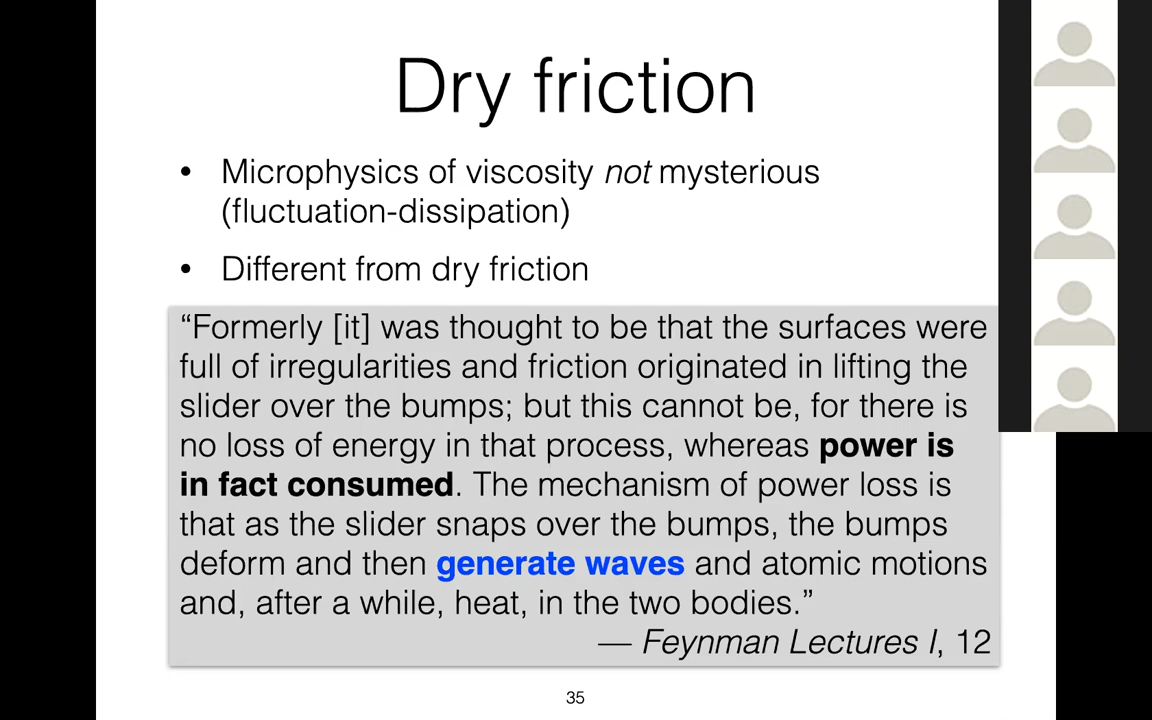 Dry friction
• Microphysics of viscosity not mysterious
(fluctuation-dissipation)
• Different from dry friction
“Formerly [it] was thought to be that the surfaces were
full of irregularities and friction originated in lifting the
slider over the bumps; but this cannot be, for there is
no loss of energy in that process, whereas power is
in fact consumed. The mechanism of power loss is
that as the slider snaps over the bumps, the bumps
deform and then generate waves and atomic motions
and, after a while, heat, in the two bodies.”
— Feynman Lectures I, 12
35